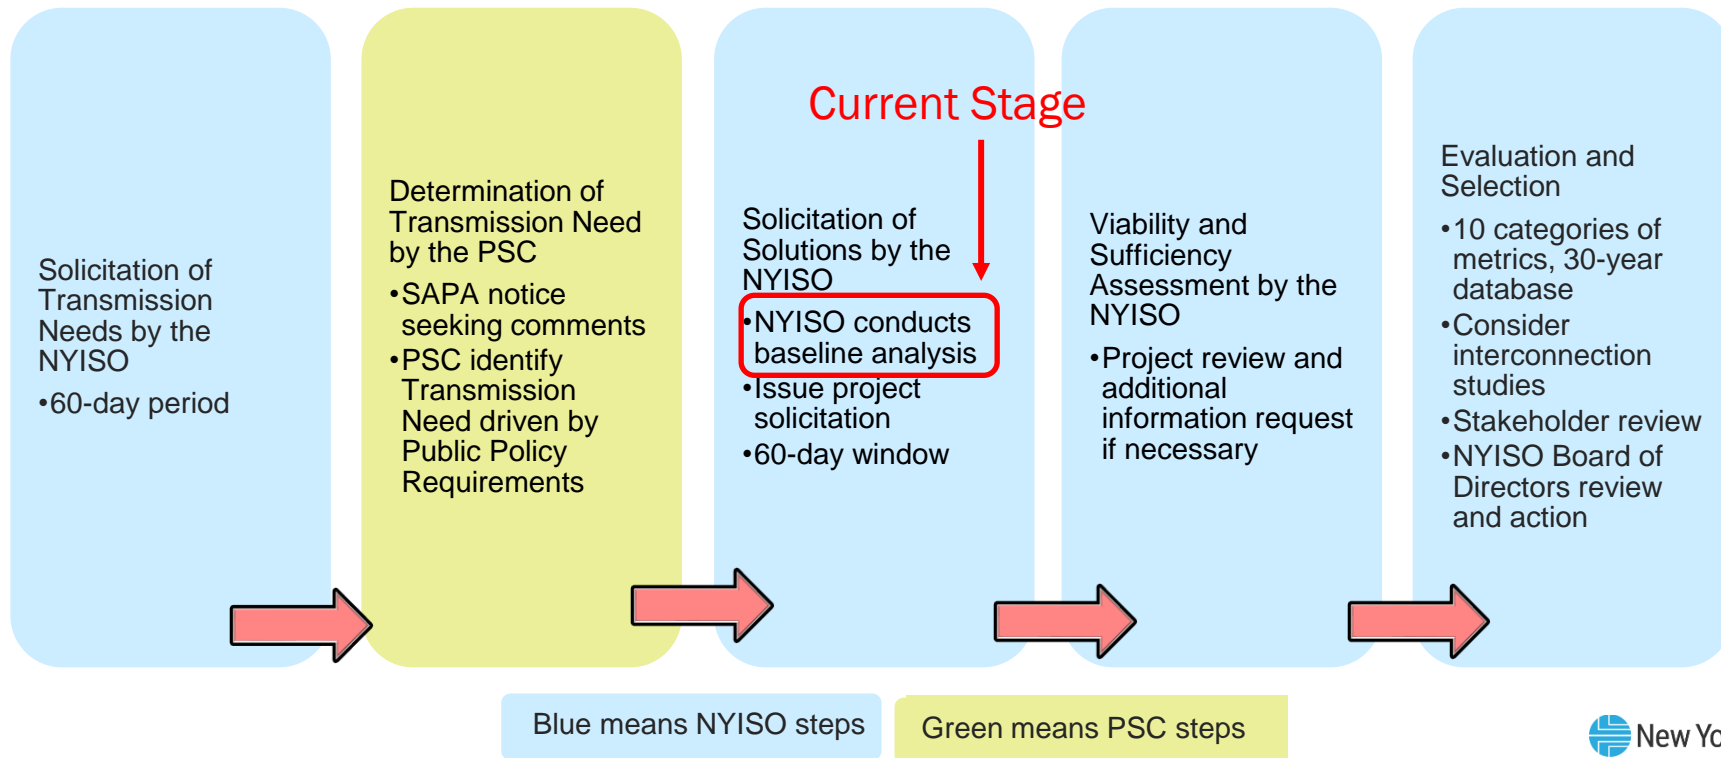 Current Stage
Solicitation of
Transmission
Needs by the
NYISO
•60-day period
Determination of
Transmission Need
by the PSC
•SAPA notice
seeking comments
•PSC identify
Transmission
Need driven by
Public Policy
Requirements
Solicitation of
Solutions by the
NYISO
•NYISO conducts
baseline analysis
•Issue project
solicitation
•60-day window
Viability and
Sufficiency
Assessment by the
NYISO
•Project review and
additional
information request
if necessary
Evaluation and
Selection
•10 categories of
metrics, 30-year
database
•Consider
interconnection
studies
•Stakeholder review
•NYISO Board of
Directors review
and action
Blue means NYISO steps
Green means PSC steps
New Yo